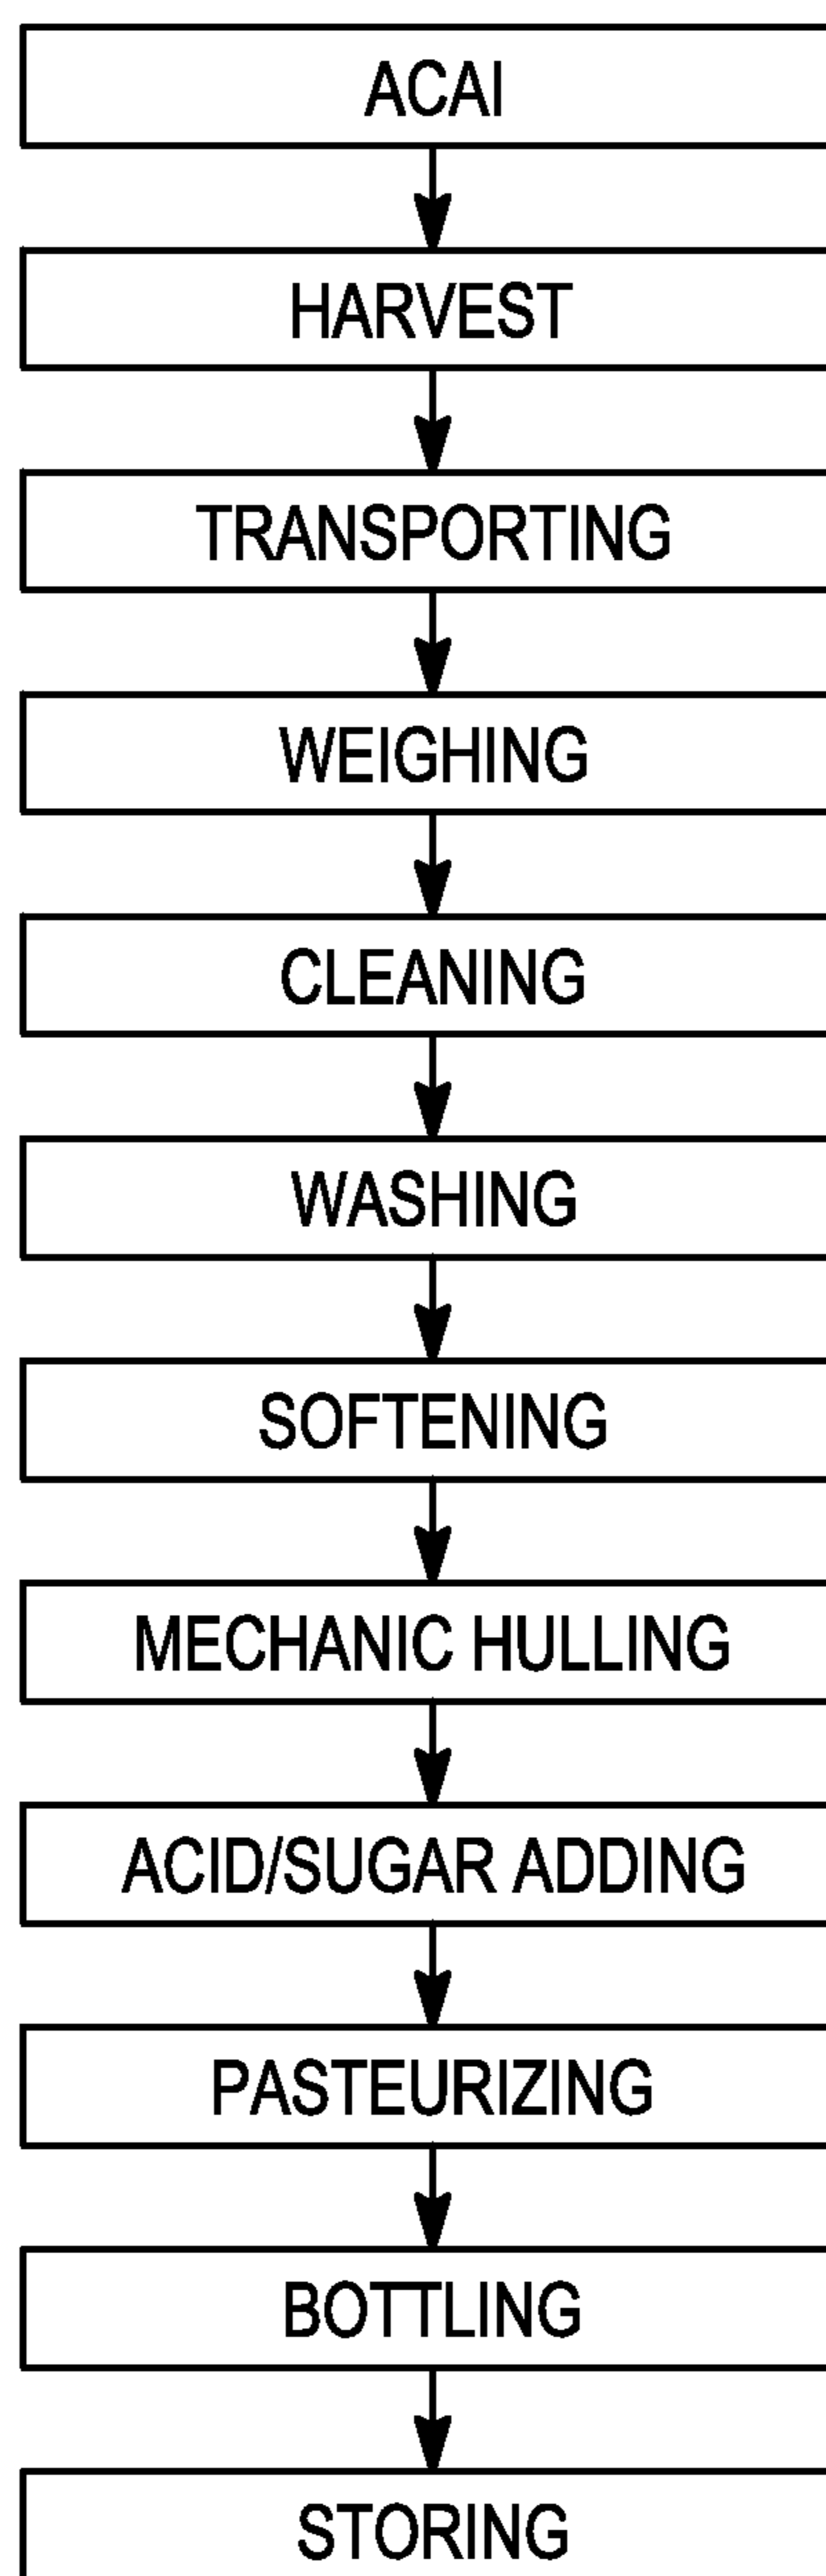 ACAI
HARVEST
TRANSPORTING
WEIGHING
CLEANING
WASHING
SOFTENING
MECHANIC HULLING
ACID/SUGAR ADDING
PASTEURIZING
BOTTLING
STORING